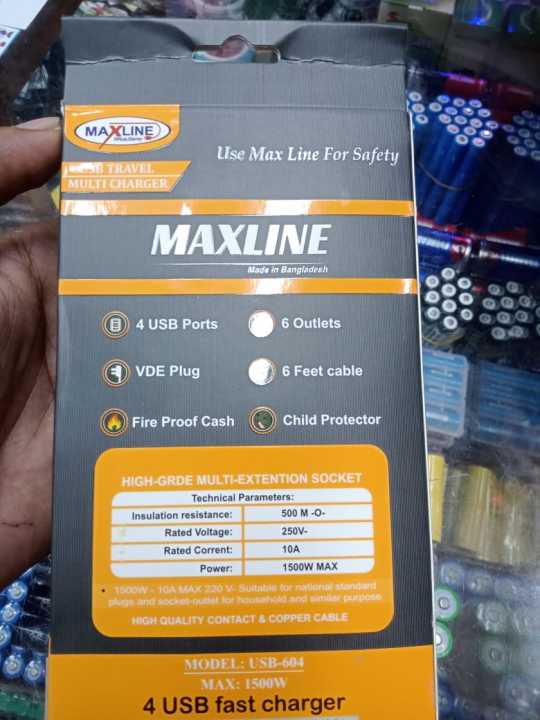 MAXLINE
Use Max Line For Safety
USB TRAVEL
MULTI CHARGER
MAXLINE
Made in Bangladesh
4 USB Ports
6 Outlets
VDE Plug
6 Feet cable
Fire Proof Cash
Child Protector
HIGH-GRDE MULTI-EXTENTION SOCKET
Technical Parameters:
Insulation resistance: 500 M -O-
Rated Voltage: 250V-
Rated Corrent: 10A
Power: 1500W MAX
• 1500W - 10A MAX 220 V- Suitable for national standard
plugs and socket-outlet for household and similar purpose
HIGH QUALITY CONTACT & COPPER CABLE
MODEL: USB-604
MAX: 1500W
4 USB fast charger